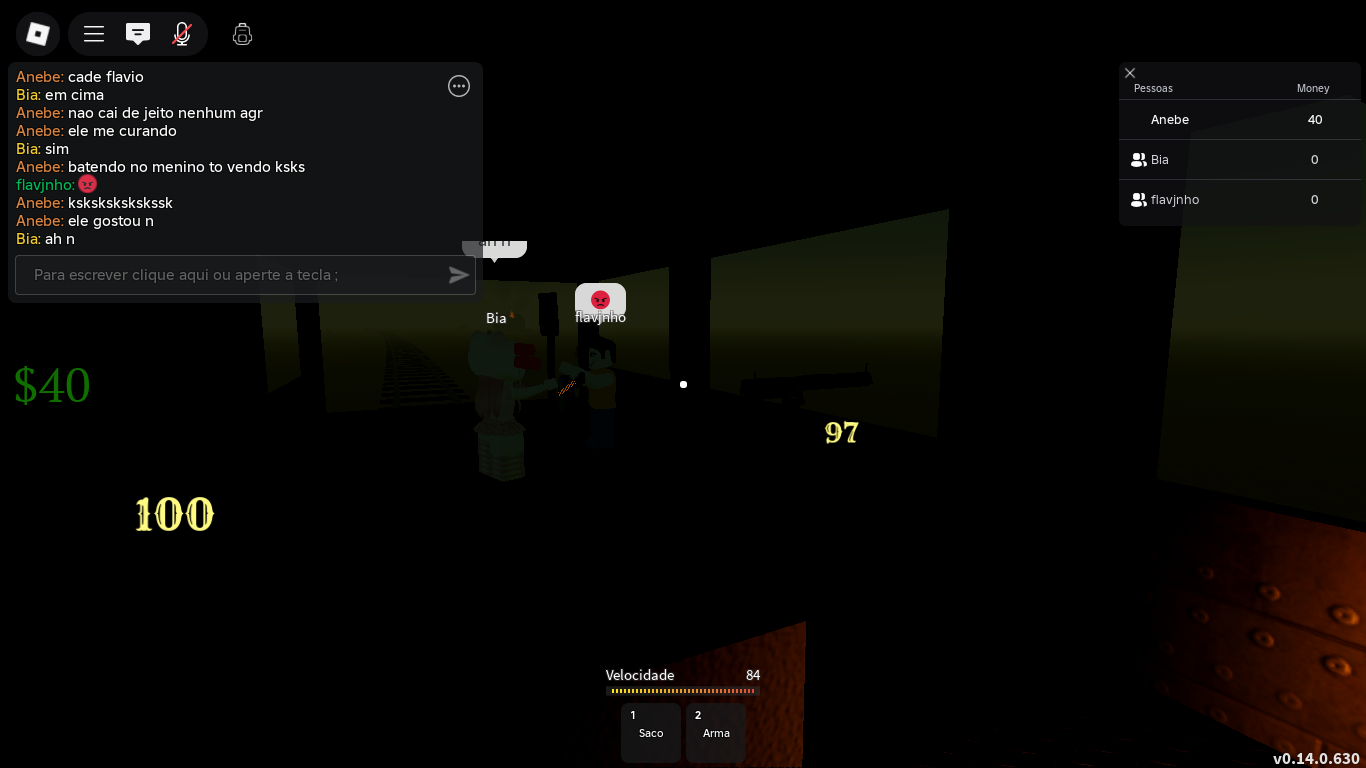 Anebe: cade flavio
Bia: em cima
Anebe: nao cai de jeito nenhum agr
Anebe: ele me curando
Bia: sim
Anebe: batendo no menino to vendo ksks
flavjnho: 😡
Anebe: ksksksksksksssk
Anebe: ele gostou n
Bia: ah n
Para escrever clique aqui ou aperte a tecla ;
Pessoas Money
Anebe 40
Bia 0
flavjnho 0
ah n
😡
Bia
flavjnho
$40
97
100
Velocidade 84
1 2
Saco Arma
v0.14.0.630